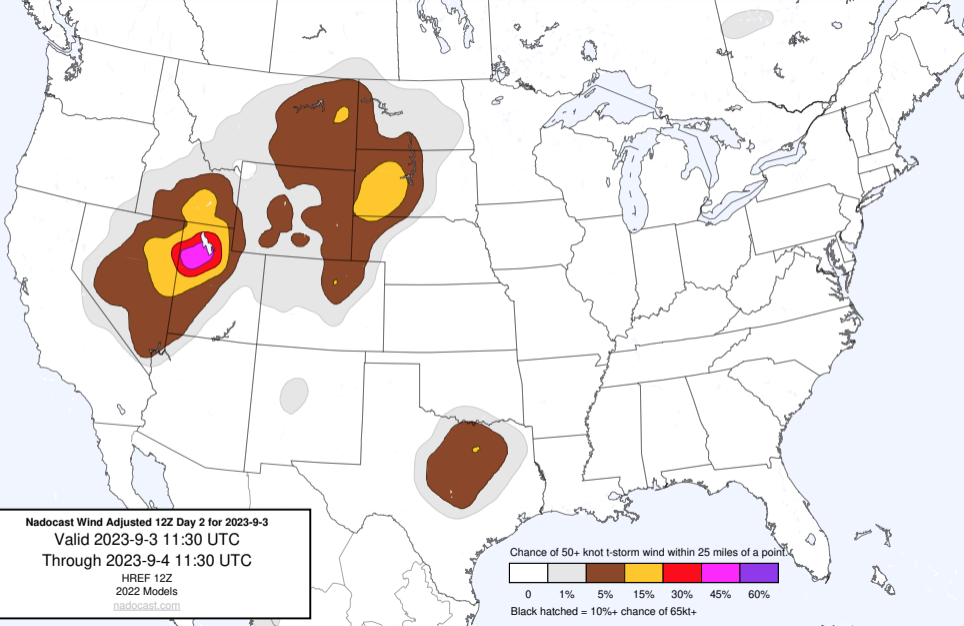 Nadocast Wind Adjusted 12Z Day 2 for 2023-9-3
Valid 2023-9-3 11:30 UTC
Through 2023-9-4 11:30 UTC
HREF 12Z
2022 Models
nadocast.com
Chance of 50+ knot t-storm wind within 25 miles of a point.
0 1% 5% 15% 30% 45% 60%
Black hatched = 10%+ chance of 65kt+